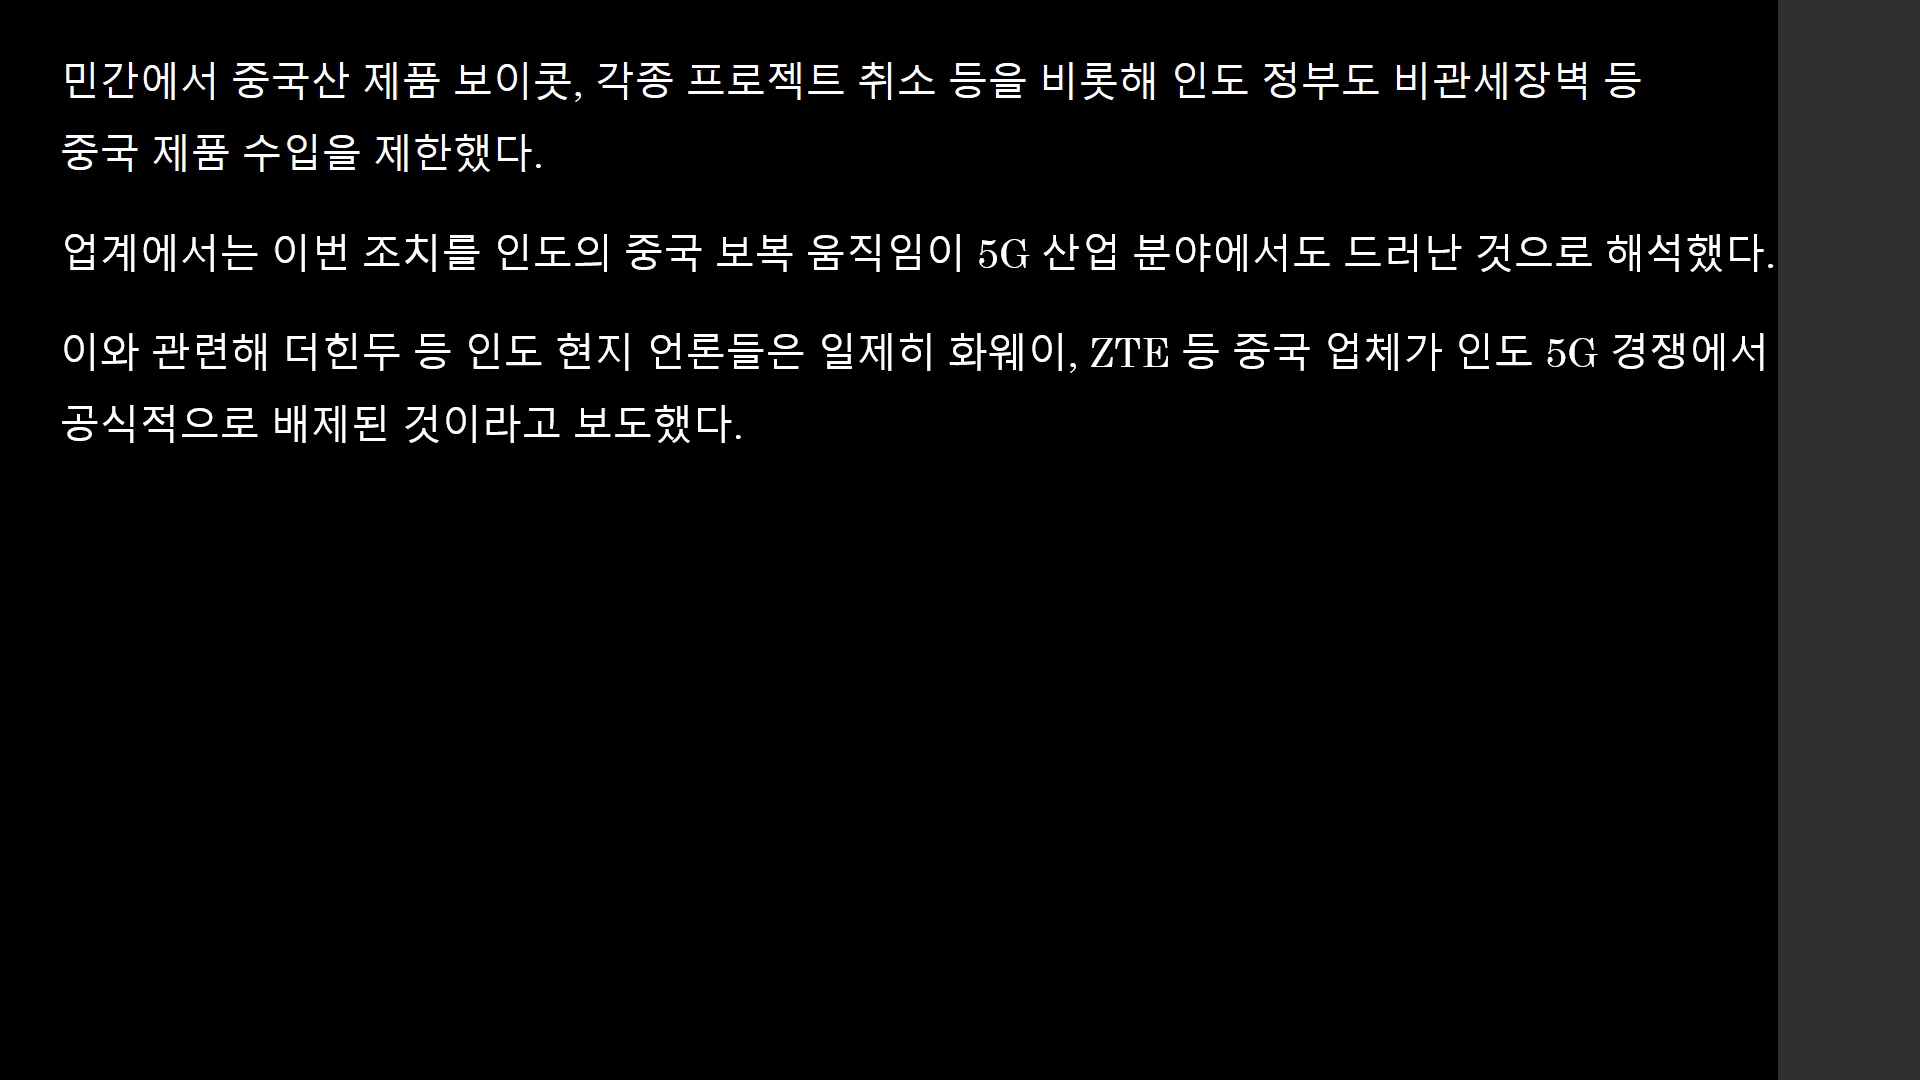 민간에서 중국산 제품 보이콧, 각종 프로젝트 취소 등을 비롯해 인도 정부도 비관세장벽 등
중국 제품 수입을 제한했다.
업계에서는 이번 조치를 인도의 중국 보복 움직임이 5G 산업 분야에서도 드러난 것으로 해석했다.
이와 관련해 더힌두 등 인도 현지 언론들은 일제히 화웨이, ZTE 등 중국 업체가 인도 5G 경쟁에서
공식적으로 배제된 것이라고 보도했다.